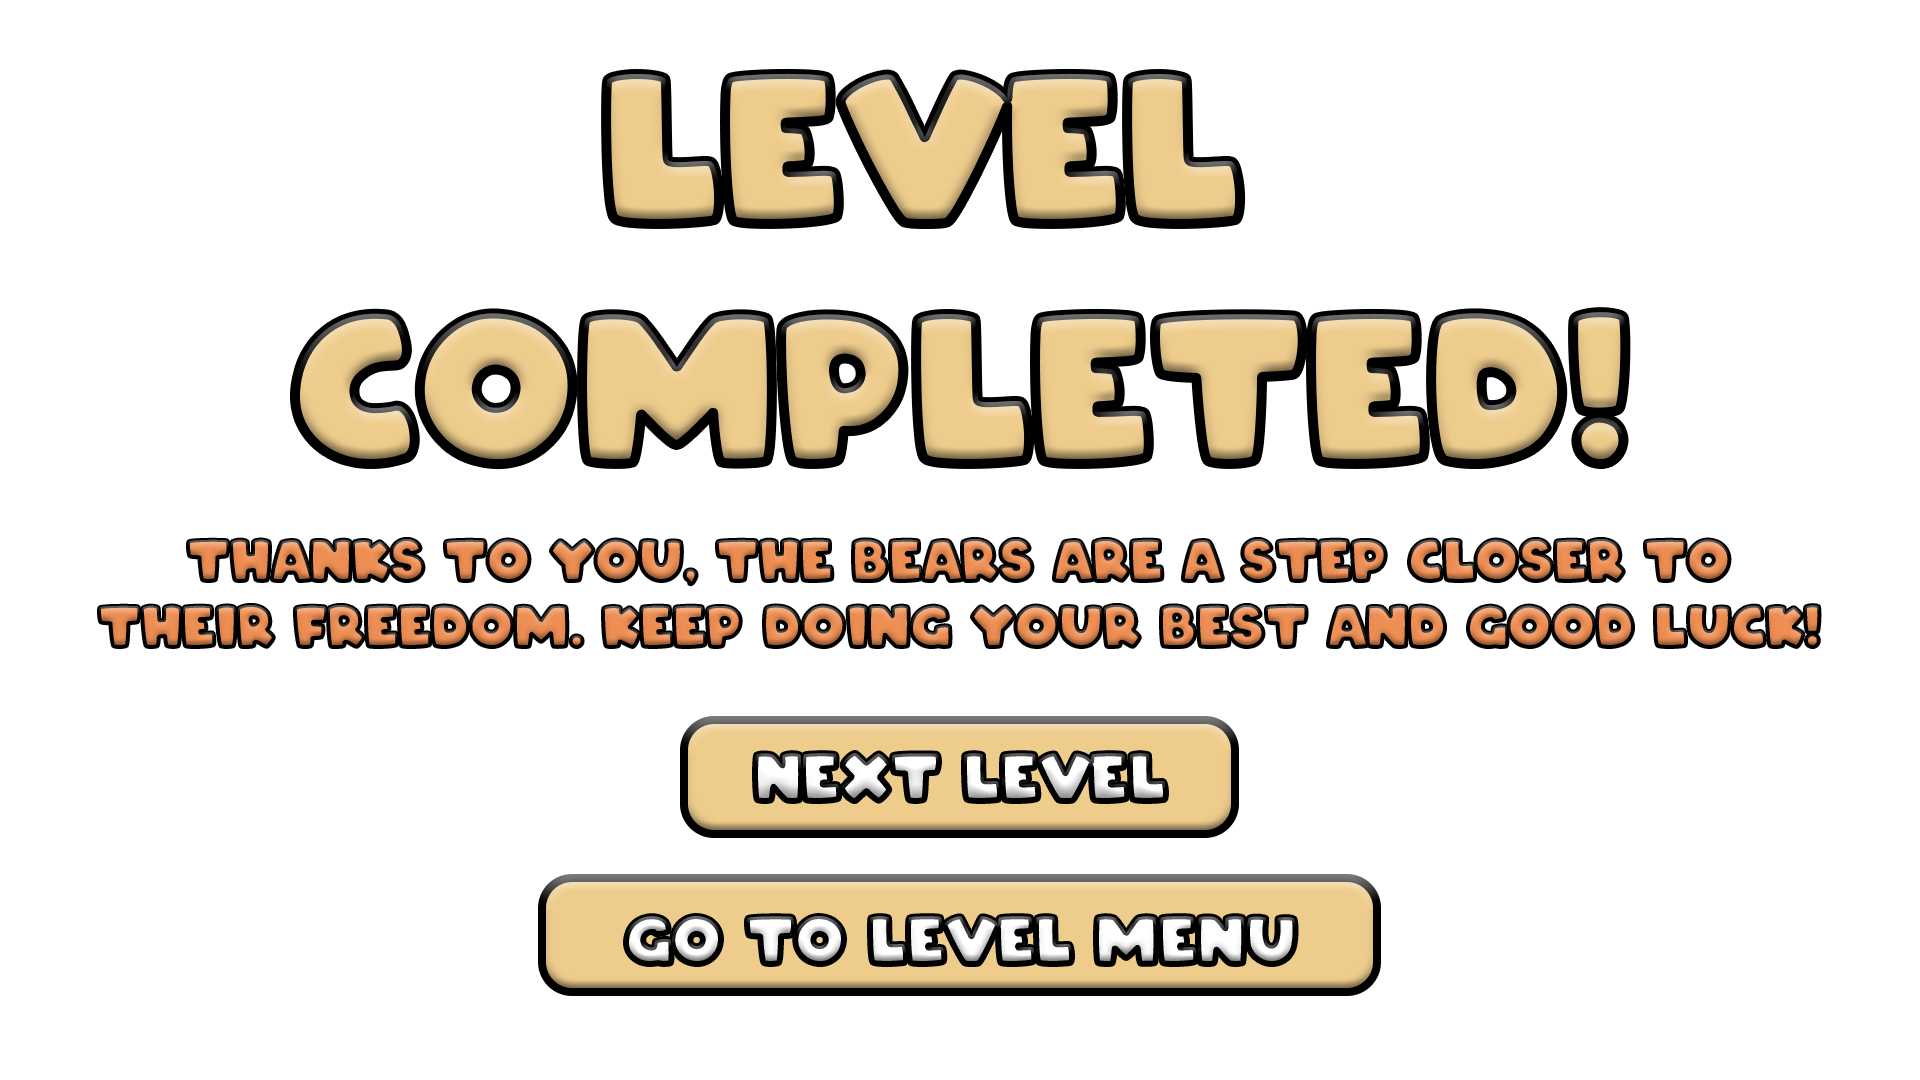 LEVEL
COMPLETED!
THANKS TO YOU, THE BEARS ARE A STEP CLOSER TO
THEIR FREEDOM. KEEP DOING YOUR BEST AND GOOD LUCK!
NEXT LEVEL
GO TO LEVEL MENU